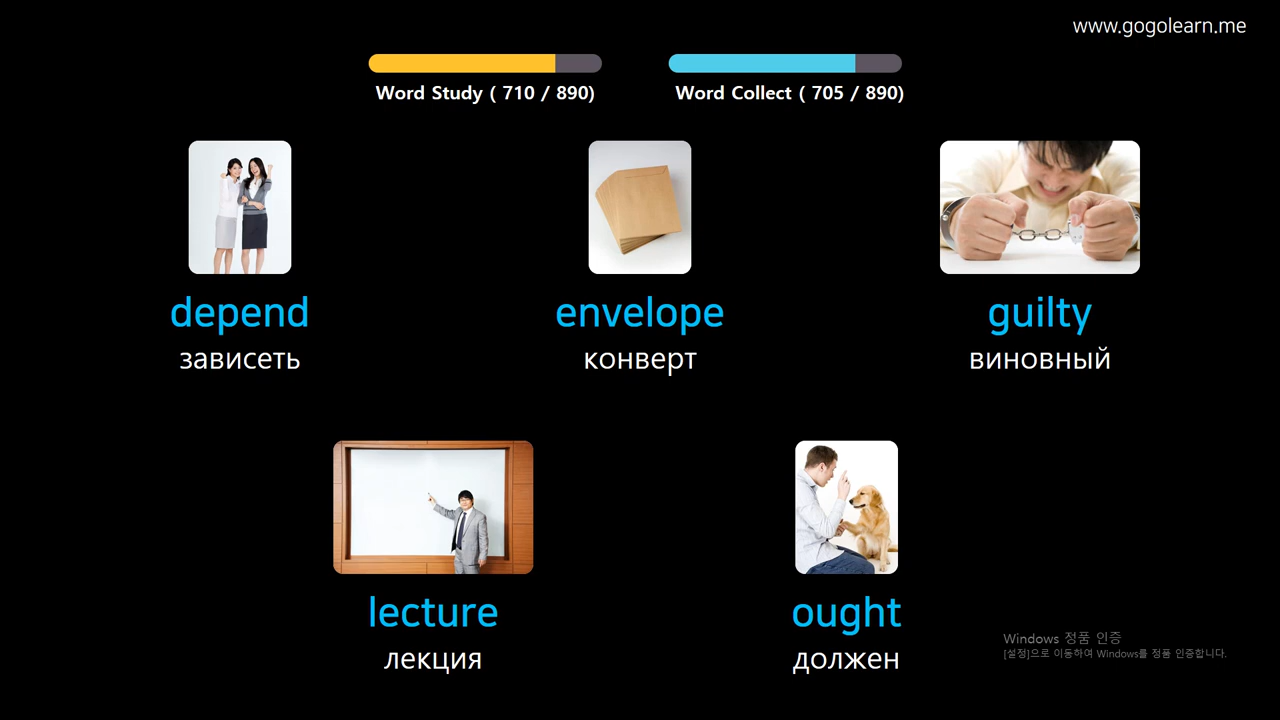 www.gogolearn.me
Word Study ( 710 / 890)
Word Collect ( 705 / 890)
depend
зависеть
envelope
конверт
guilty
виновный
lecture
лекция
ought
должен
Windows 정품 인증
[설정]으로 이동하여 Windows를 정품 인증합니다.